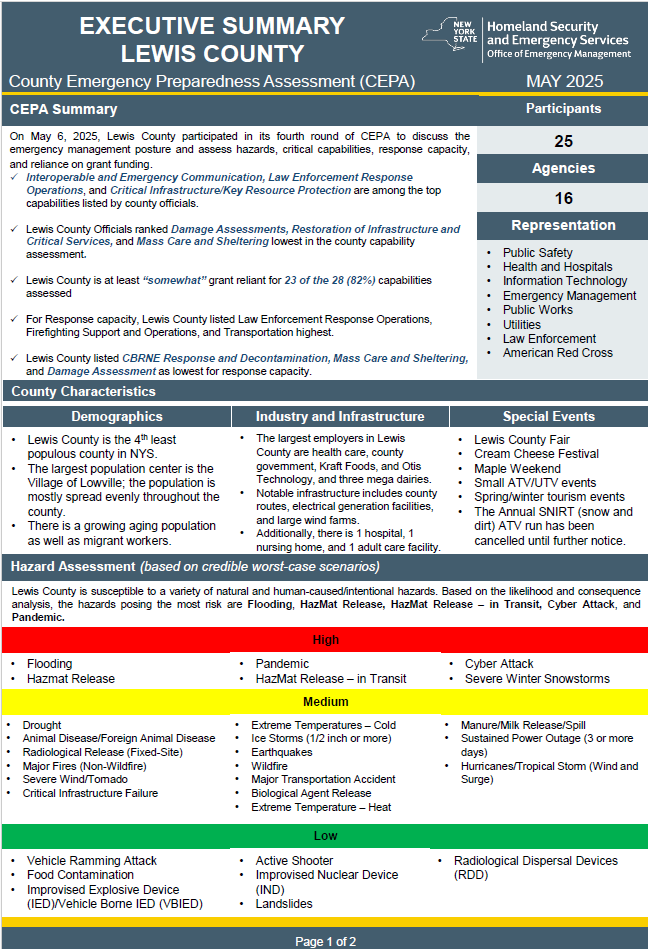 EXECUTIVE SUMMARY
LEWIS COUNTY
NEW
YORK
STATE
Homeland Security
and Emergency Services
Office of Emergency Management
County Emergency Preparedness Assessment (CEPA)
MAY 2025
CEPA Summary
On May 6, 2025, Lewis County participated in its fourth round of CEPA to discuss the
emergency management posture and assess hazards, critical capabilities, response capacity,
and reliance on grant funding.
✓ Interoperable and Emergency Communication, Law Enforcement Response
Operations, and Critical Infrastructure/Key Resource Protection are among the top
capabilities listed by county officials.
✓ Lewis County Officials ranked Damage Assessments, Restoration of Infrastructure and
Critical Services, and Mass Care and Sheltering lowest in the county capability
assessment.
✓ Lewis County is at least “somewhat” grant reliant for 23 of the 28 (82%) capabilities
assessed
✓ For Response capacity, Lewis County listed Law Enforcement Response Operations,
Firefighting Support and Operations, and Transportation highest.
✓ Lewis County listed CBRNE Response and Decontamination, Mass Care and Sheltering,
and Damage Assessment as lowest for response capacity.
Participants
25
Agencies
16
Representation
• Public Safety
• Health and Hospitals
• Information Technology
• Emergency Management
• Public Works
• Utilities
• Law Enforcement
• American Red Cross
County Characteristics
Demographics
• Lewis County is the 4th least
populous county in NYS.
• The largest population center is the
Village of Lowville; the population is
mostly spread evenly throughout the
county.
• There is a growing aging population
as well as migrant workers.
Industry and Infrastructure
• The largest employers in Lewis
County are health care, county
government, Kraft Foods, and Otis
Technology, and three mega dairies.
• Notable infrastructure includes county
routes, electrical generation facilities,
and large wind farms.
• Additionally, there is 1 hospital, 1
nursing home, and 1 adult care facility.
Special Events
• Lewis County Fair
• Cream Cheese Festival
• Maple Weekend
• Small ATV/UTV events
• Spring/winter tourism events
• The Annual SNIRT (snow and
dirt) ATV run has been
cancelled until further notice.
Hazard Assessment (based on credible worst-case scenarios)
Lewis County is susceptible to a variety of natural and human-caused/intentional hazards. Based on the likelihood and consequence
analysis, the hazards posing the most risk are Flooding, HazMat Release, HazMat Release – in Transit, Cyber Attack, and
Pandemic.
High
• Flooding
• Hazmat Release
• Pandemic
• HazMat Release – in Transit
• Cyber Attack
• Severe Winter Snowstorms
Medium
• Drought
• Animal Disease/Foreign Animal Disease
• Radiological Release (Fixed-Site)
• Major Fires (Non-Wildfire)
• Severe Wind/Tornado
• Critical Infrastructure Failure
• Extreme Temperatures – Cold
• Ice Storms (1/2 inch or more)
• Earthquakes
• Wildfire
• Major Transportation Accident
• Biological Agent Release
• Extreme Temperature – Heat
• Manure/Milk Release/Spill
• Sustained Power Outage (3 or more
days)
• Hurricanes/Tropical Storm (Wind and
Surge)
Low
• Vehicle Ramming Attack
• Food Contamination
• Improvised Explosive Device
(IED)/Vehicle Borne IED (VBIED)
• Active Shooter
• Improvised Nuclear Device
(IND)
• Landslides
• Radiological Dispersal Devices
(RDD)
Page 1 of 2